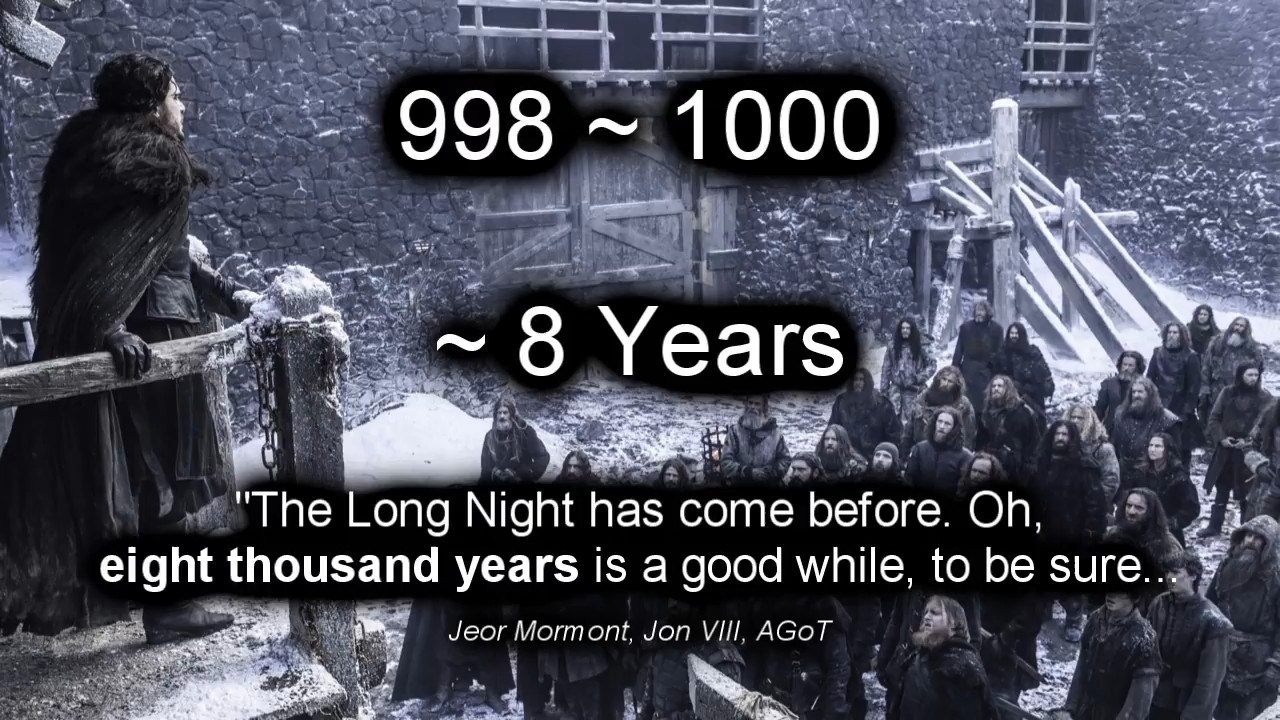 998 ~ 1000
~ 8 Years
"The Long Night has come before. Oh,
eight thousand years is a good while, to be sure...
Jeor Mormont, Jon VIII, AGoT